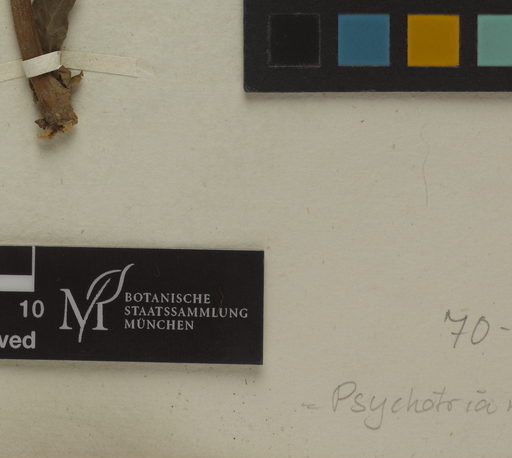 10
ved
M
BOTANISCHE
STAATSSAMMLUNG
MÜNCHEN
70-
= Psychotria